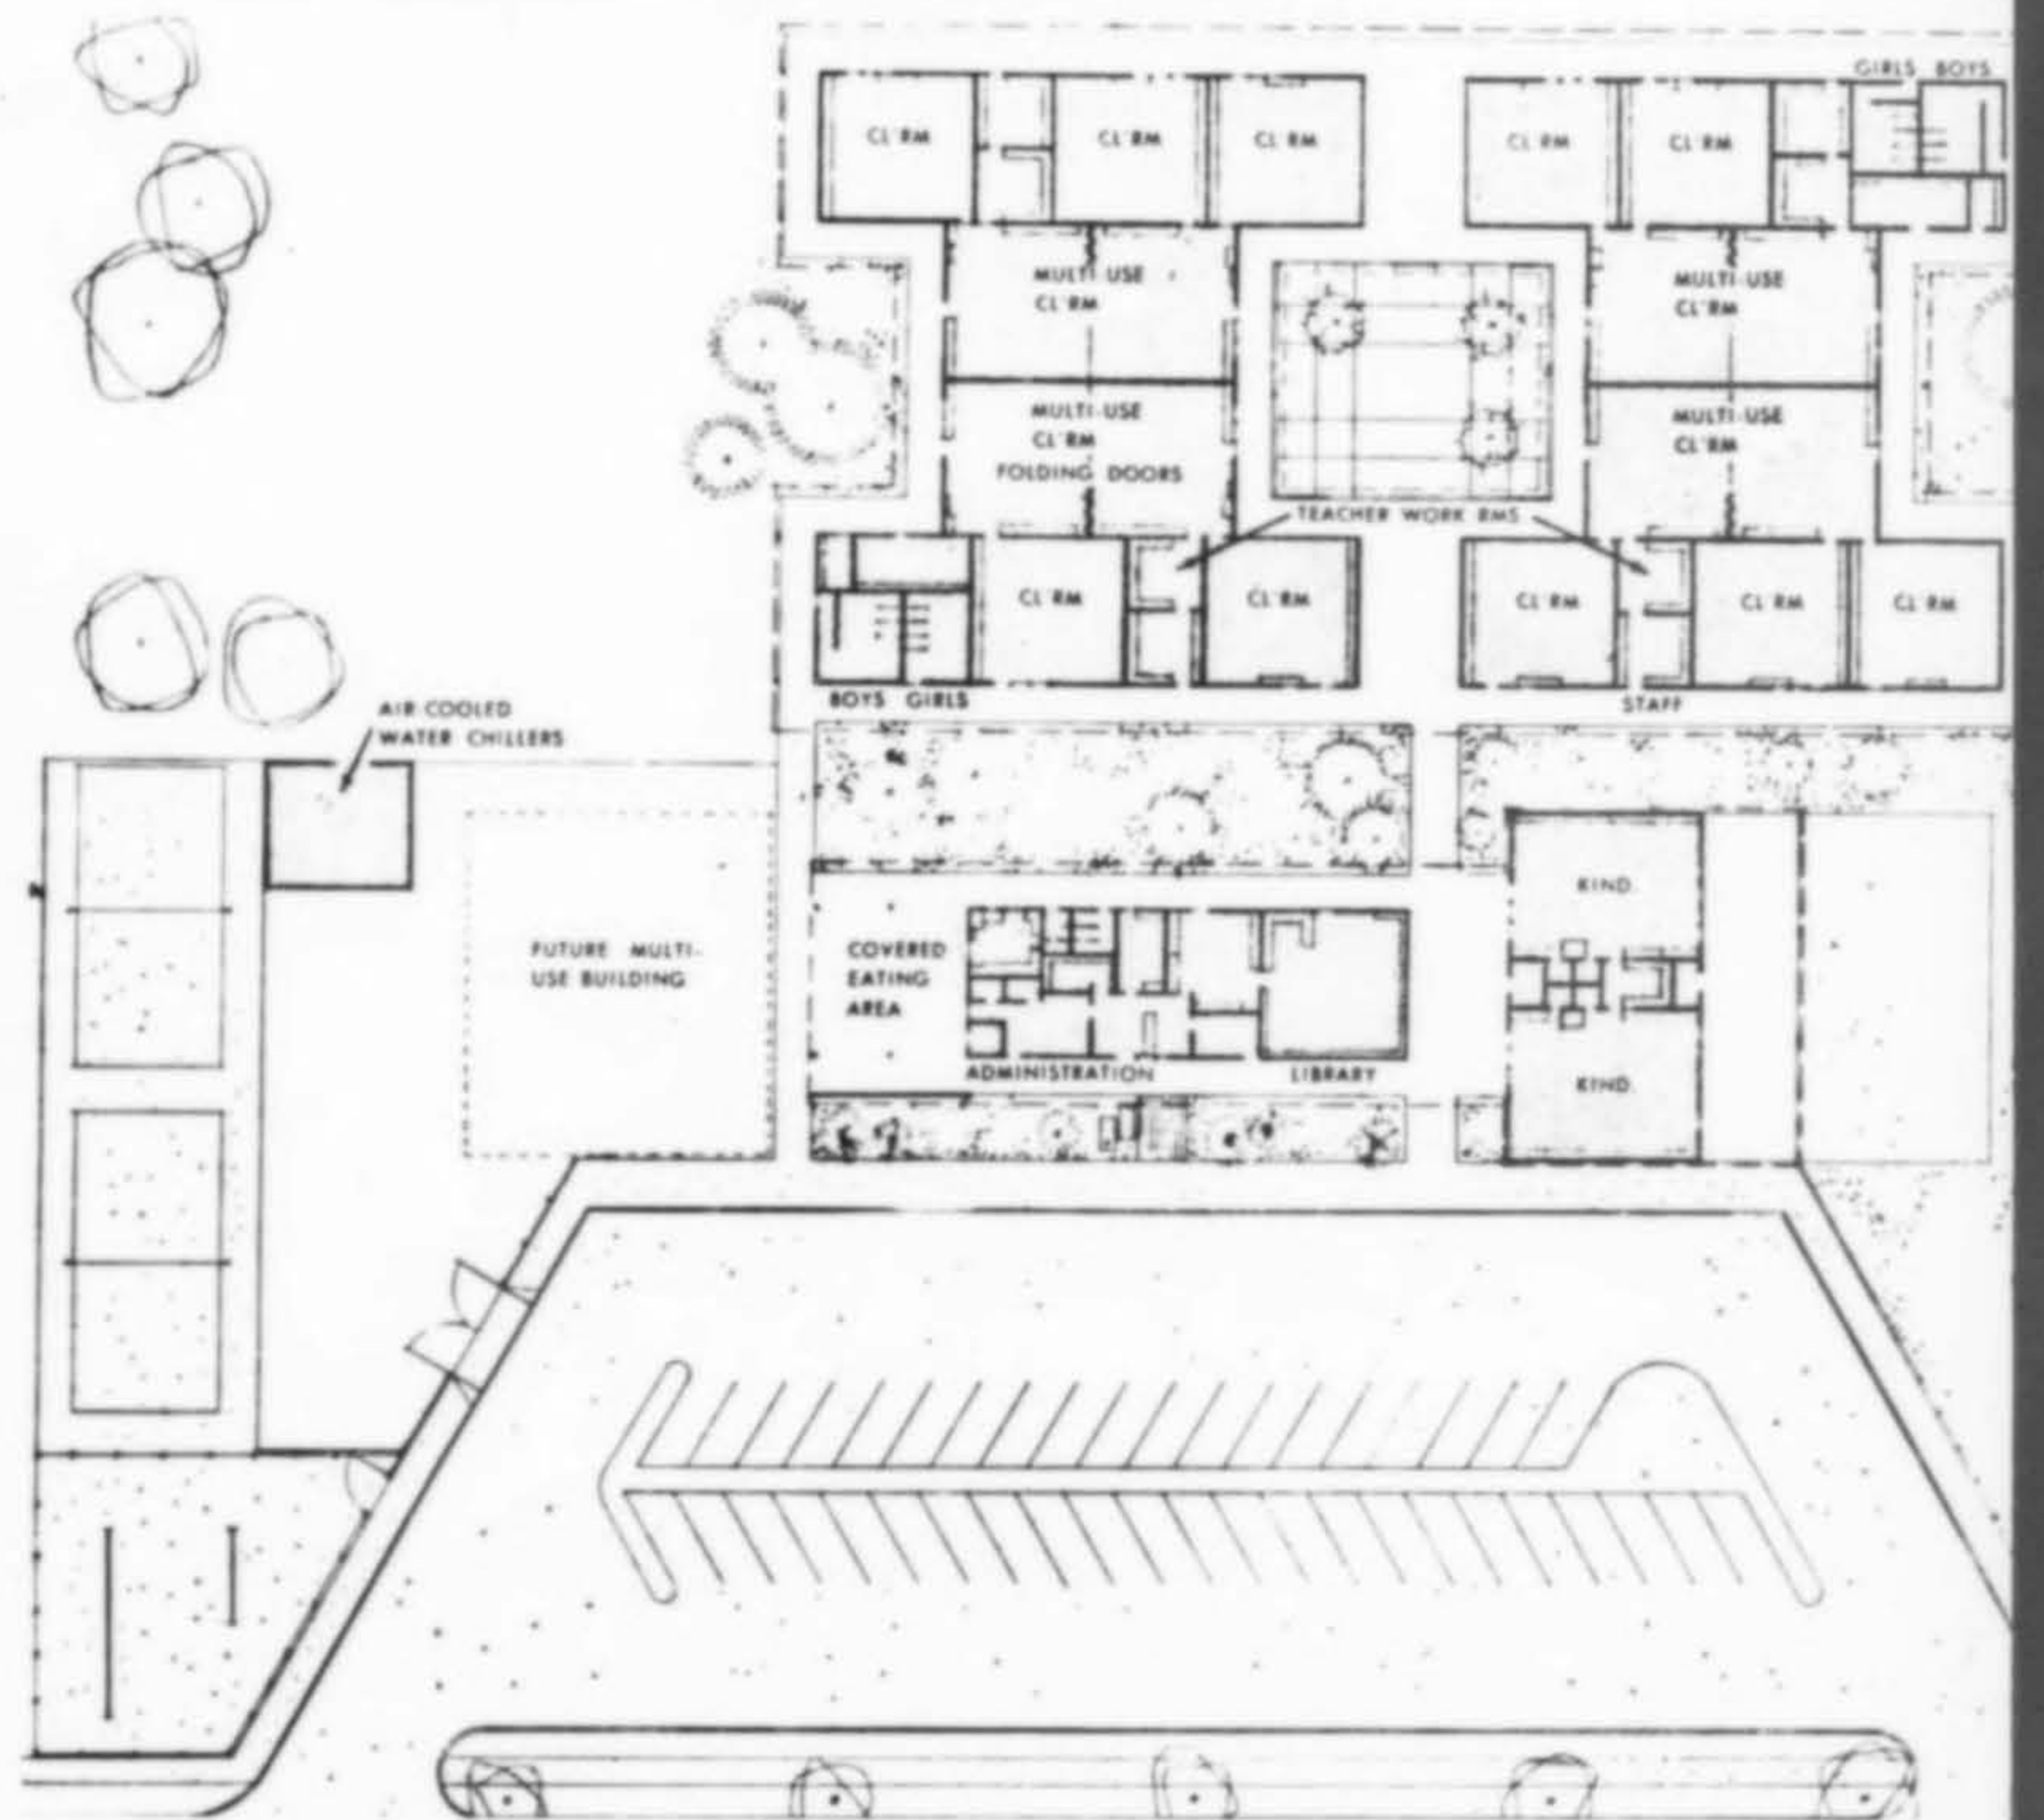 GIRLS BOYS
CL'RM
CL'RM
CL'RM
CL'RM
CL'RM
MULTI-USE
CL'RM
MULTI-USE
CL'RM
MULTI-USE
CL'RM
FOLDING DOORS
MULTI-USE
CL'RM
TEACHER WORK RMS
CL'RM
CL'RM
CL'RM
CL'RM
CL'RM
BOYS GIRLS
STAFF
AIR COOLED
WATER CHILLERS
KIND.
FUTURE MULTI-
USE BUILDING
COVERED
EATING
AREA
ADMINISTRATION
LIBRARY
KIND.